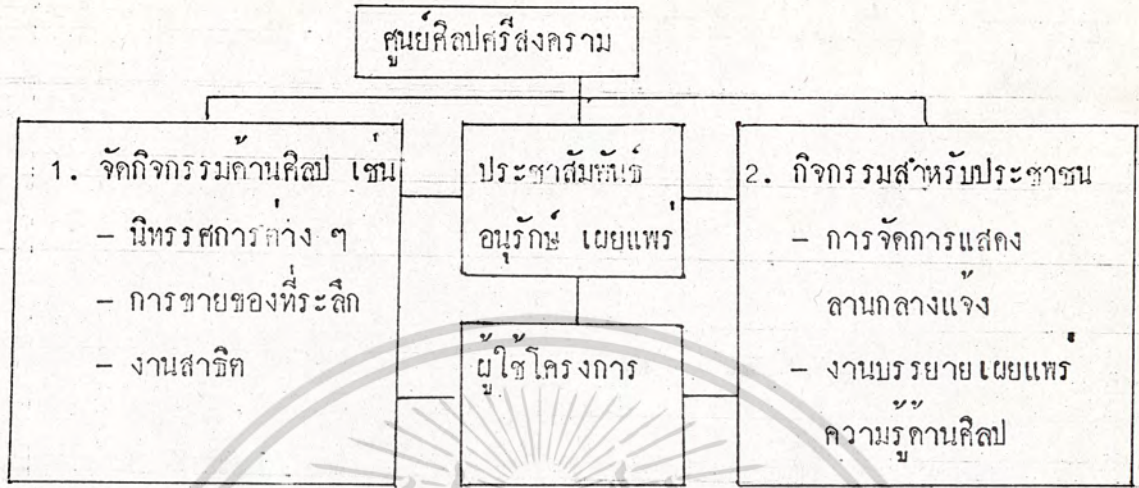 ศูนย์ศิลปศรีสงคราม
1. จัดกิจกรรมด้านศิลป เช่น
– นิทรรศการต่าง ๆ
– การขายของที่ระลึก
– งานสาธิต
ประชาสัมพันธ์
อนุรักษ์ เผยแพร่
ผู้ใช้โครงการ
2. กิจกรรมสำหรับประชาชน
– การจัดการแสดง
ลานกลางแจ้ง
– งานบรรยายเผยแพร่
ความรู้ด้านศิลป